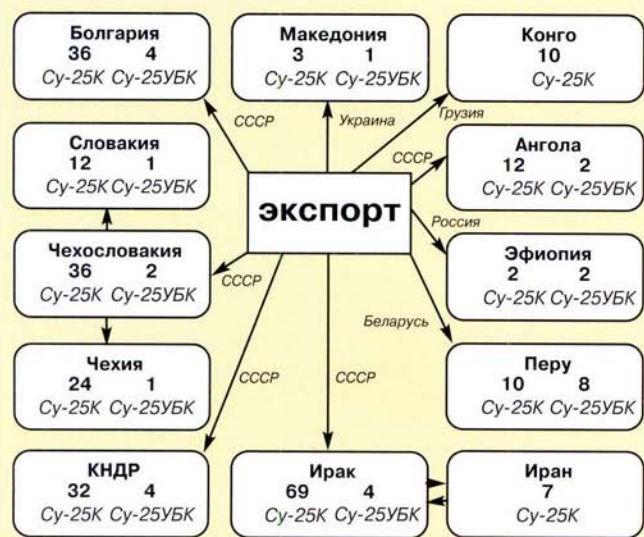 Болгария
36 4
Су-25К Су-25УБК
Македония
3 1
Су-25К Су-25УБК
Конго
10
Су-25К
СССР
Украина
Грузия
Словакия
12 1
Су-25К Су-25УБК
СССР
Ангола
12 2
Су-25К Су-25УБК
экспорт
Россия
Чехословакия
36 2
Су-25К Су-25УБК
СССР
Эфиопия
2 2
Су-25К Су-25УБК
Беларусь
Чехия
24 1
Су-25К Су-25УБК
СССР
СССР
Перу
10 8
Су-25К Су-25УБК
КНДР
32 4
Су-25К Су-25УБК
Ирак
69 4
Су-25К Су-25УБК
Иран
7
Су-25К